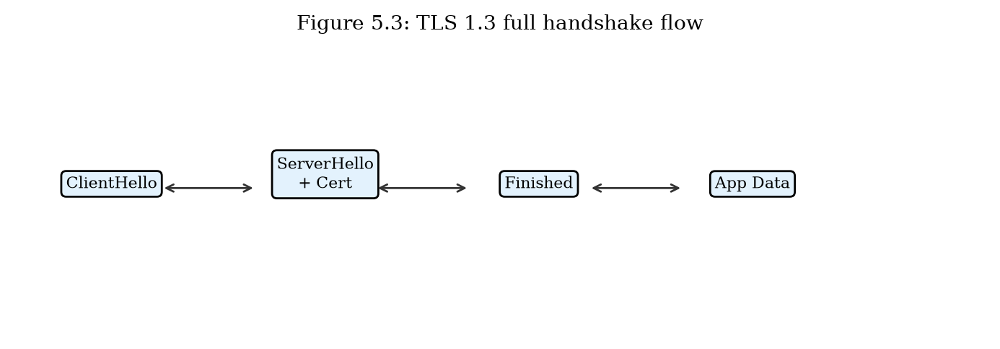 Figure 5.3: TLS 1.3 full handshake flow
ClientHello
ServerHello
+ Cert
Finished
App Data